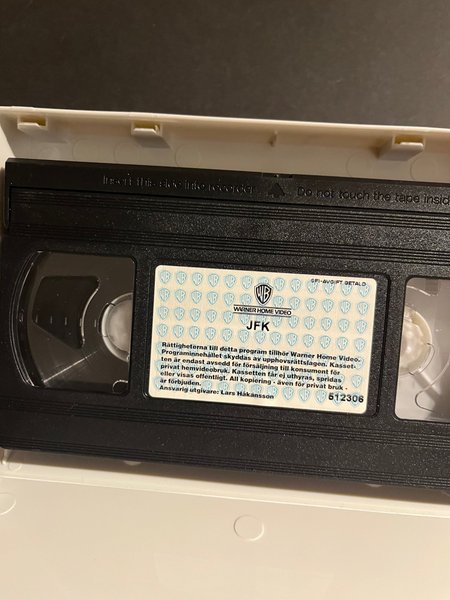 Insert this side into recorder
Do not touch the tape inside
SFI-AVGIFT BETALD
WB
WARNER HOME VIDEO
JFK
Rättigheterna till detta program tillhör Warner Home Video.
Programinnehållet skyddas av upphovsrättslagen. Kasset-
ten är endast avsedd för försäljning till konsument för
privat hemvideobruk. Kassetten får ej uthyras, spridas
eller visas offentligt. All kopiering - även för privat bruk -
är förbjuden.
Ansvarig utgivare: Lars Håkansson
512306